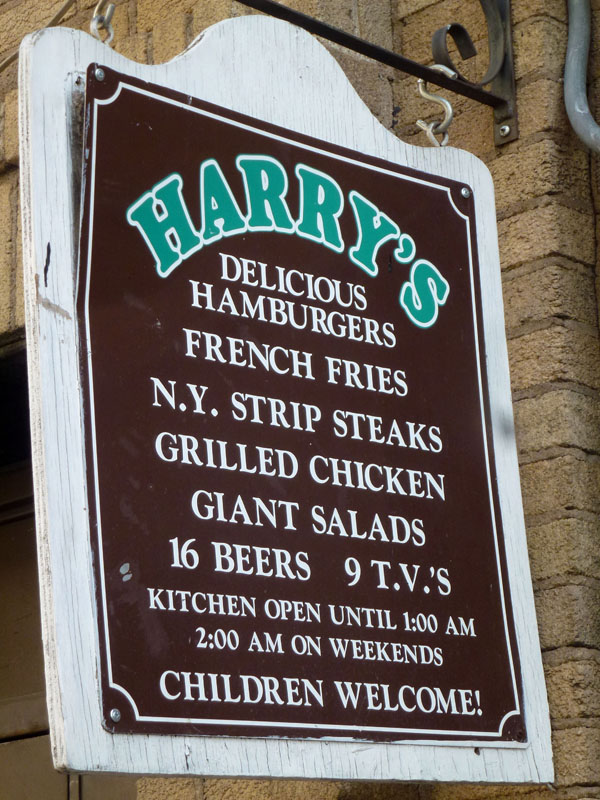 HARRY'S
DELICIOUS
HAMBURGERS
FRENCH FRIES
N.Y. STRIP STEAKS
GRILLED CHICKEN
GIANT SALADS
16 BEERS 9 T.V.'S
KITCHEN OPEN UNTIL 1:00 AM
2:00 AM ON WEEKENDS
CHILDREN WELCOME!